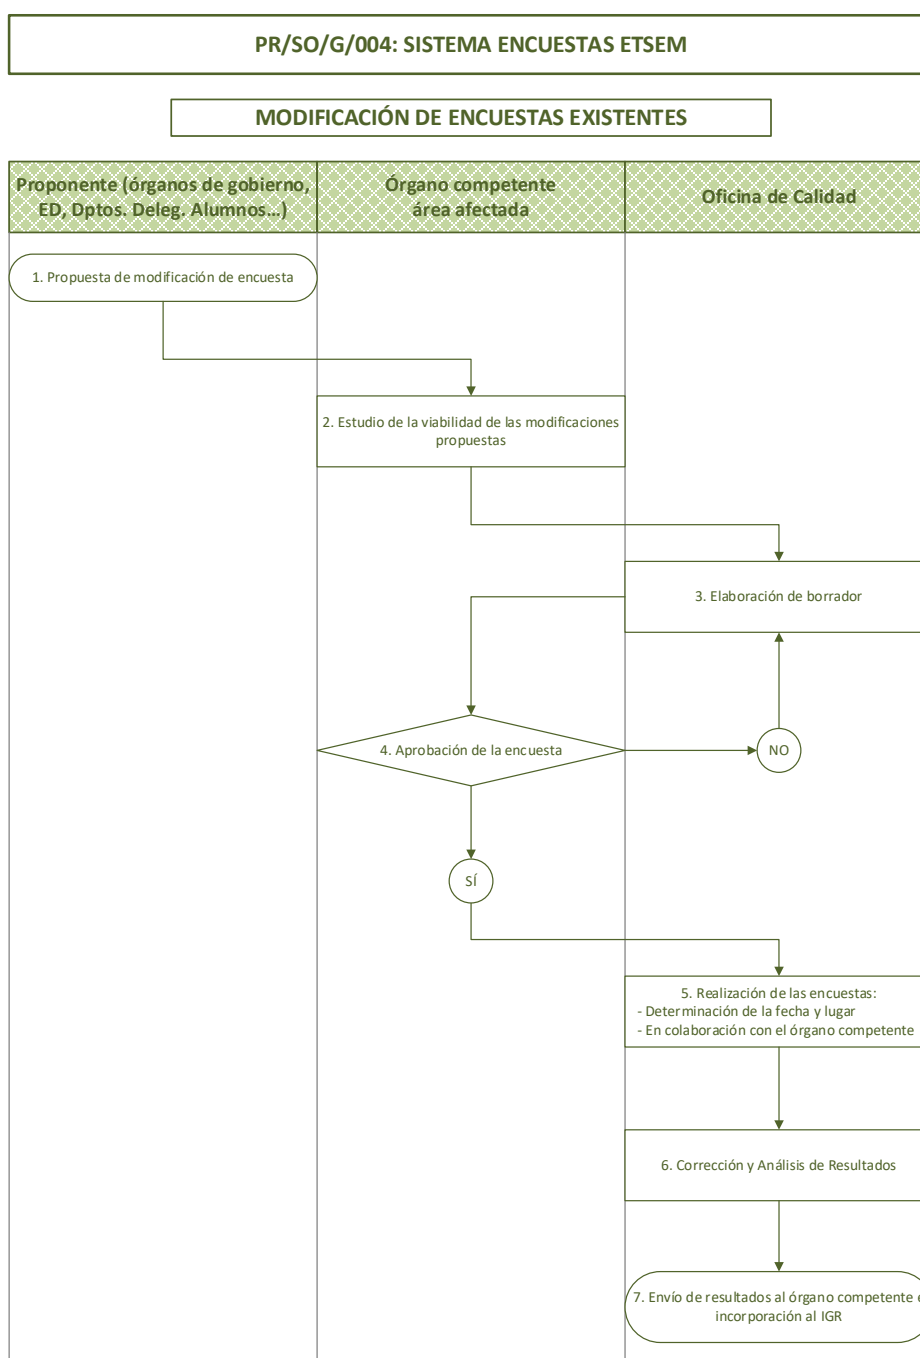 PR/SO/G/004: SISTEMA ENCUESTAS ETSEM
MODIFICACIÓN DE ENCUESTAS EXISTENTES
Proponente (órganos de gobierno,
ED, Dptos. Deleg. Alumnos...)
Órgano competente
área afectada
Oficina de Calidad
1. Propuesta de modificación de encuesta
2. Estudio de la viabilidad de las modificaciones
propuestas
3. Elaboración de borrador
4. Aprobación de la encuesta
NO
SÍ
5. Realización de las encuestas:
- Determinación de la fecha y lugar
- En colaboración con el órgano competente
6. Corrección y Análisis de Resultados
7. Envío de resultados al órgano competente e
incorporación al IGR